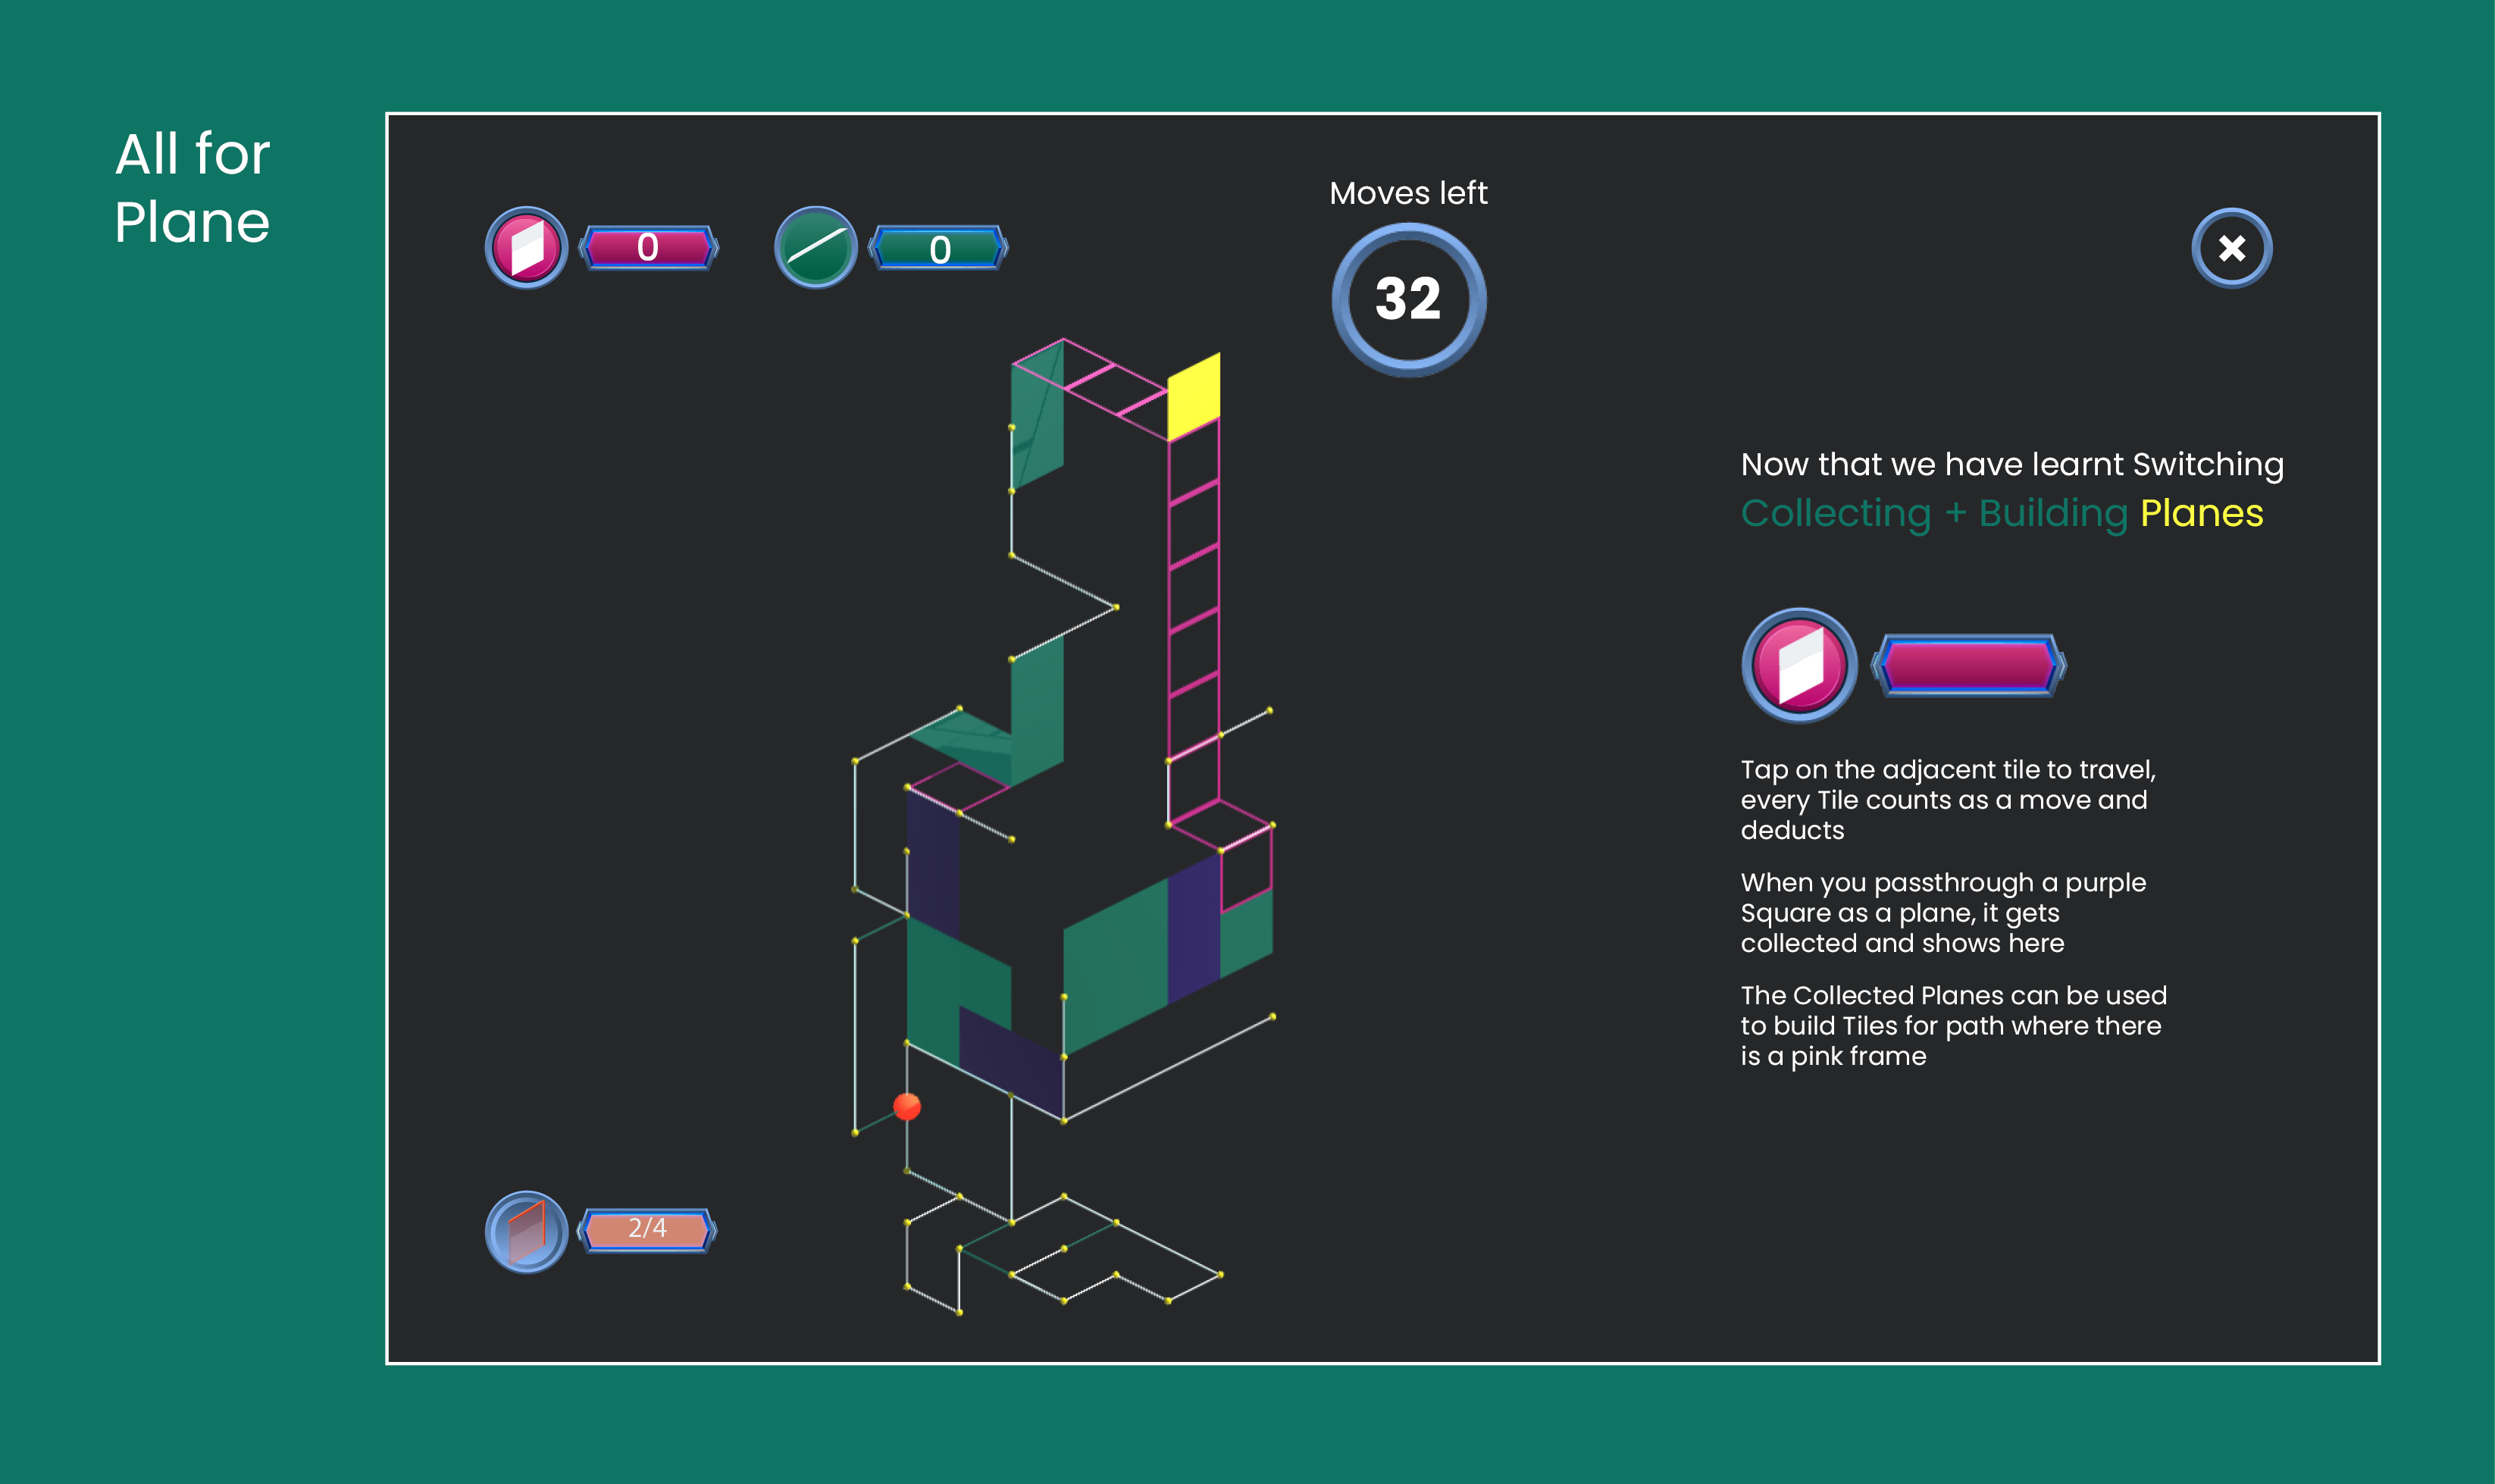 All for
Plane
0
0
Moves left
32
Now that we have learnt Switching
Collecting + Building Planes
Tap on the adjacent tile to travel,
every Tile counts as a move and
deducts
When you passthrough a purple
Square as a plane, it gets
collected and shows here
The Collected Planes can be used
to build Tiles for path where there
is a pink frame
2/4